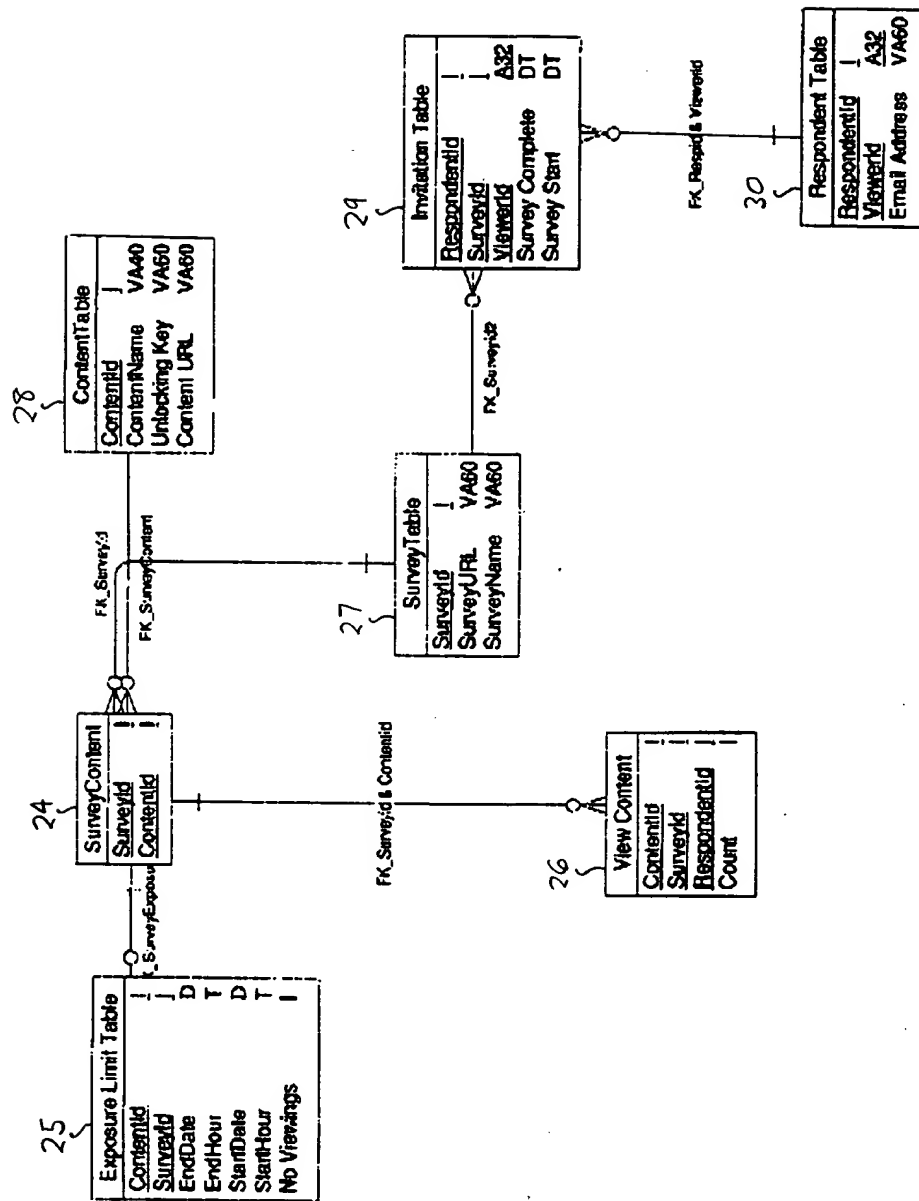 25
Exposure Limit Table
ContentId I
SurveyId I
EndDate D
EndHour T
StartDate D
StartHour T
No Viewings I
K_SurveyExposur
24
SurveyContent
SurveyId I
ContentId I
FK_SurveyId
FK_SurveyContent
28
ContentTable
ContentId I
ContentName VA40
Unlocking Key VA60
Content URL VA60
FK_SurveyId & ContentId
26
View Content
ContentId I
SurveyId I
RespondentId I
Count I
27
SurveyTable
SurveyId I
SurveyURL VA60
SurveyName VA60
FK_SurveyId2
29
Invitation Table
RespondentId I
SurveyId I
ViewerId A32
Survey Complete DT
Survey Start DT
FK_RespId & ViewerId
30
Respondent Table
RespondentId I
ViewerId A32
Email Address VA60